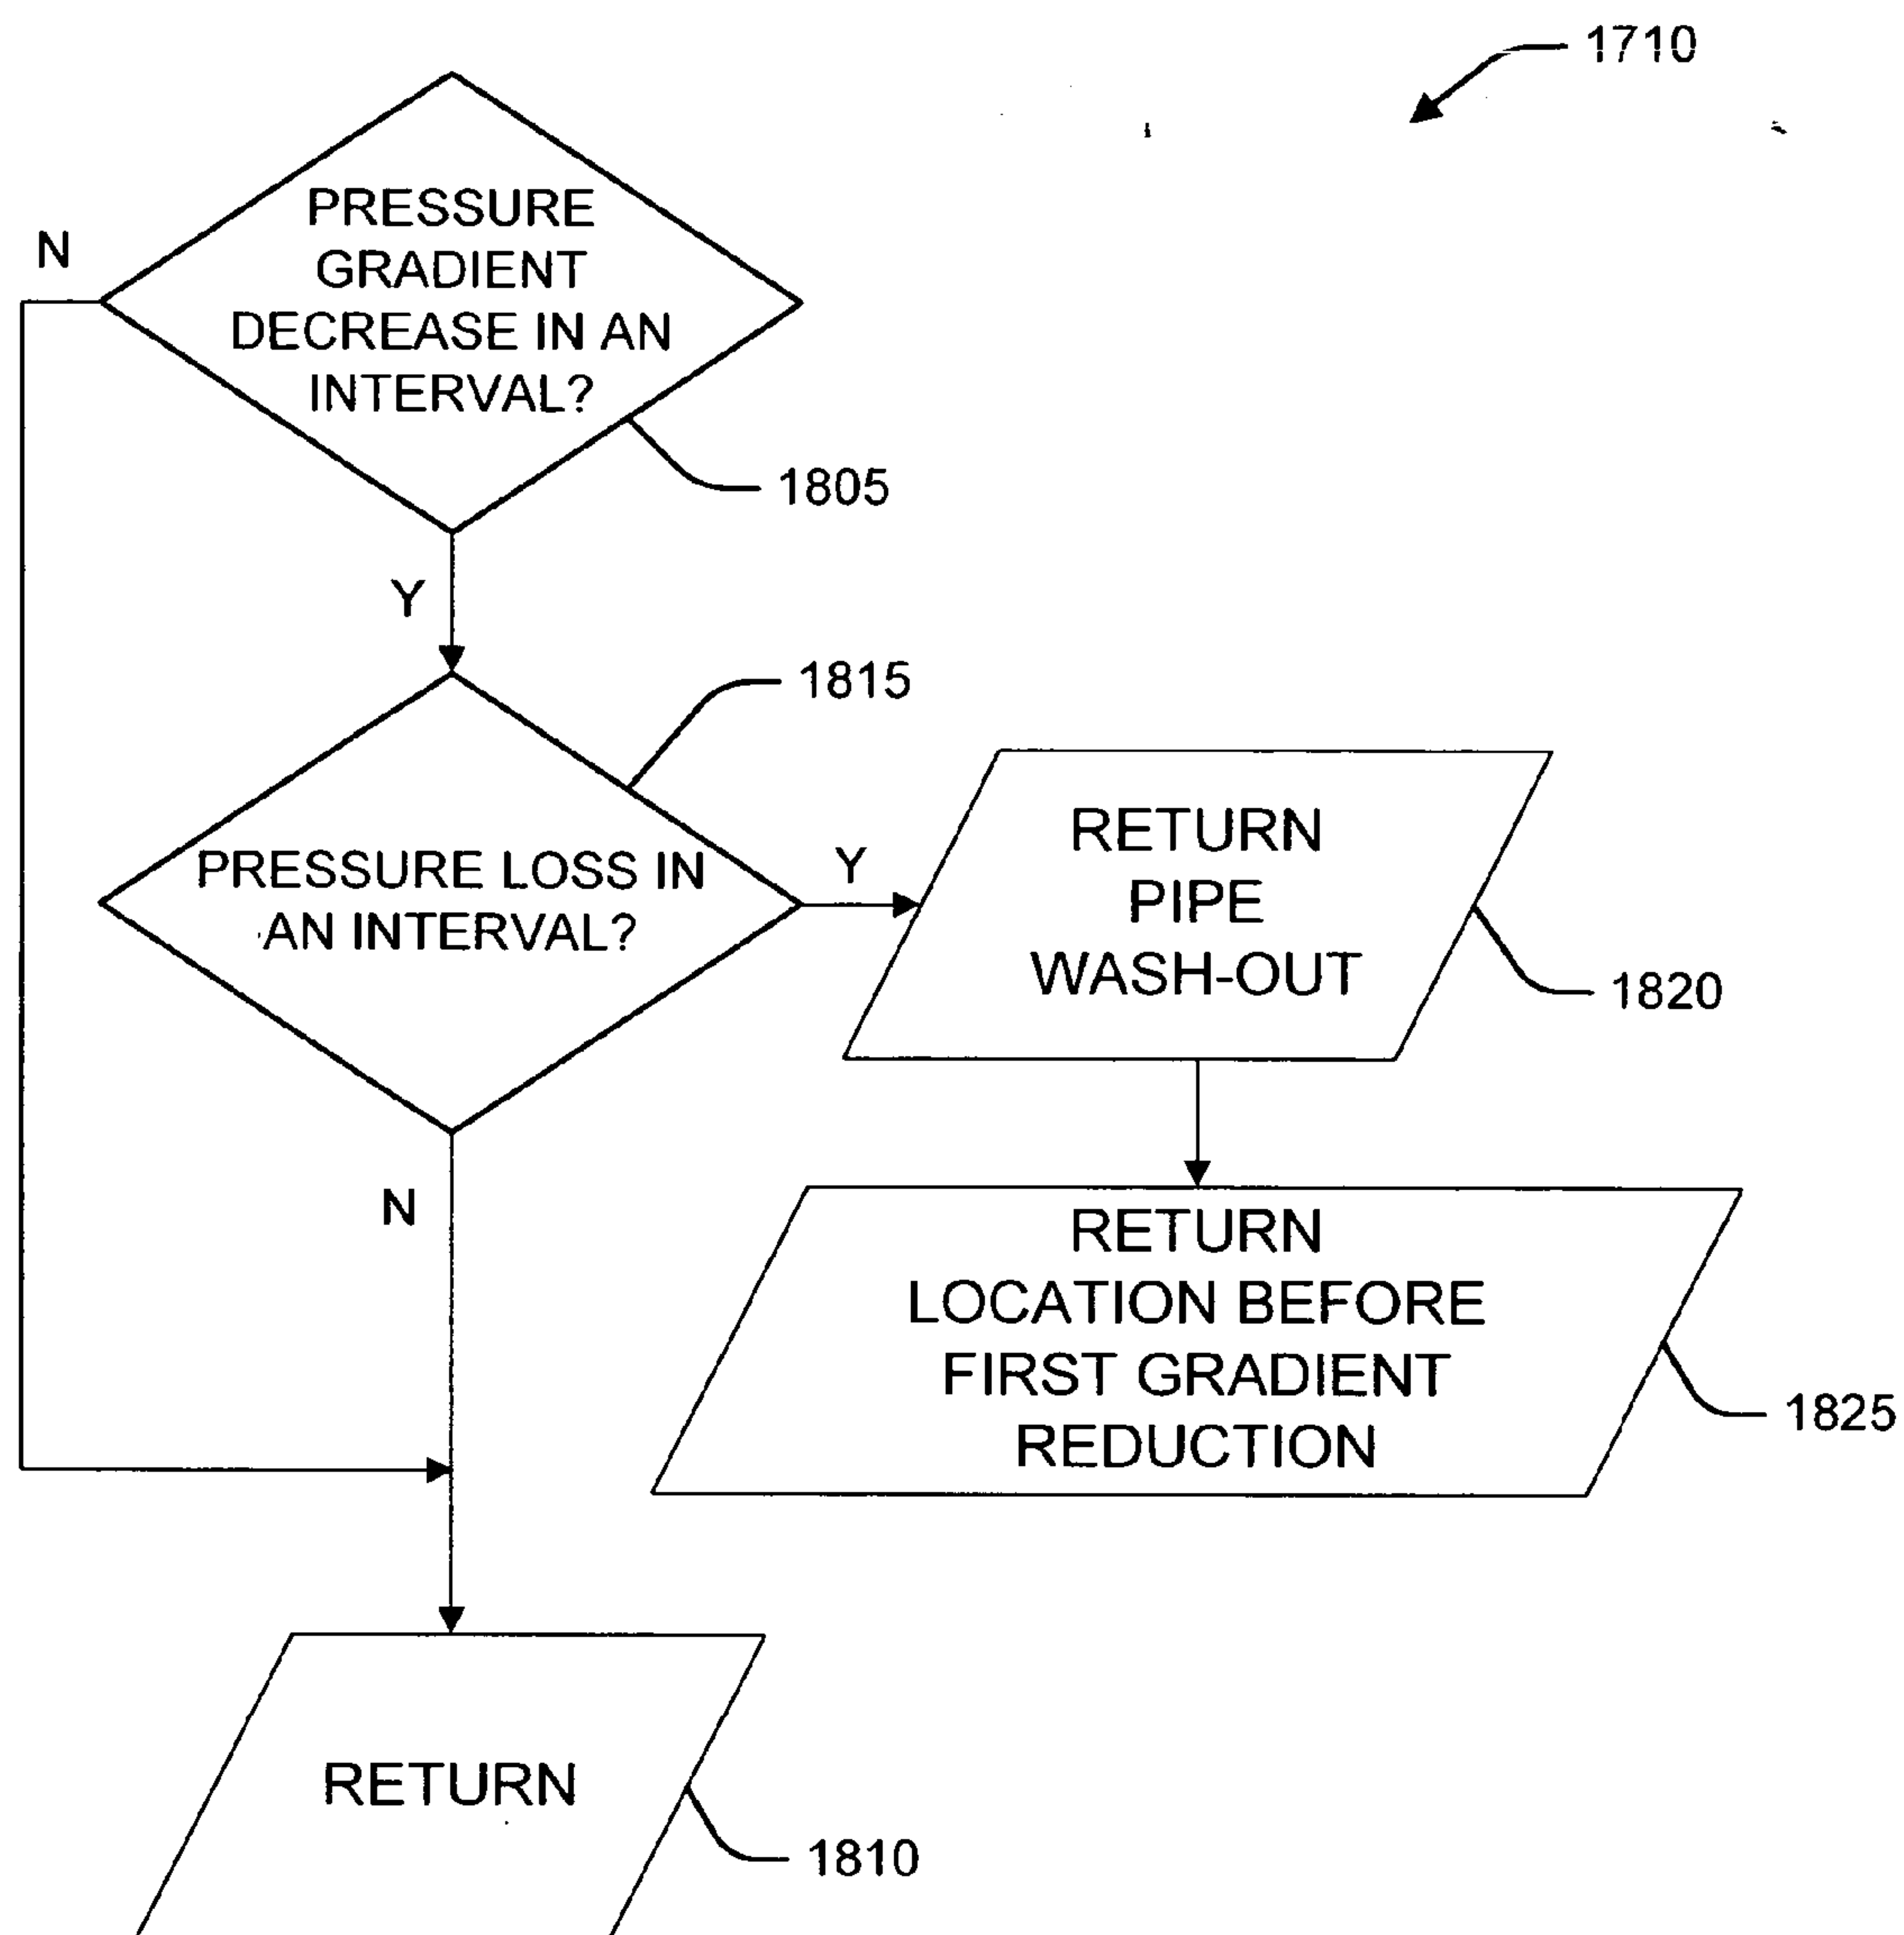 1710
PRESSURE
GRADIENT
DECREASE IN AN
INTERVAL?
N
1805
Y
1815
PRESSURE LOSS IN
AN INTERVAL?
Y
RETURN
PIPE
WASH-OUT
1820
N
RETURN
LOCATION BEFORE
FIRST GRADIENT
REDUCTION
1825
RETURN
1810